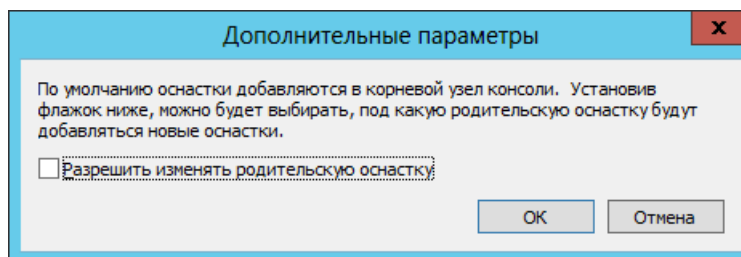 Дополнительные параметры
x
По умолчанию оснастки добавляются в корневой узел консоли. Установив
флажок ниже, можно будет выбирать, под какую родительскую оснастку будут
добавляться новые оснастки.
Разрешить изменять родительскую оснастку
ОК
Отмена